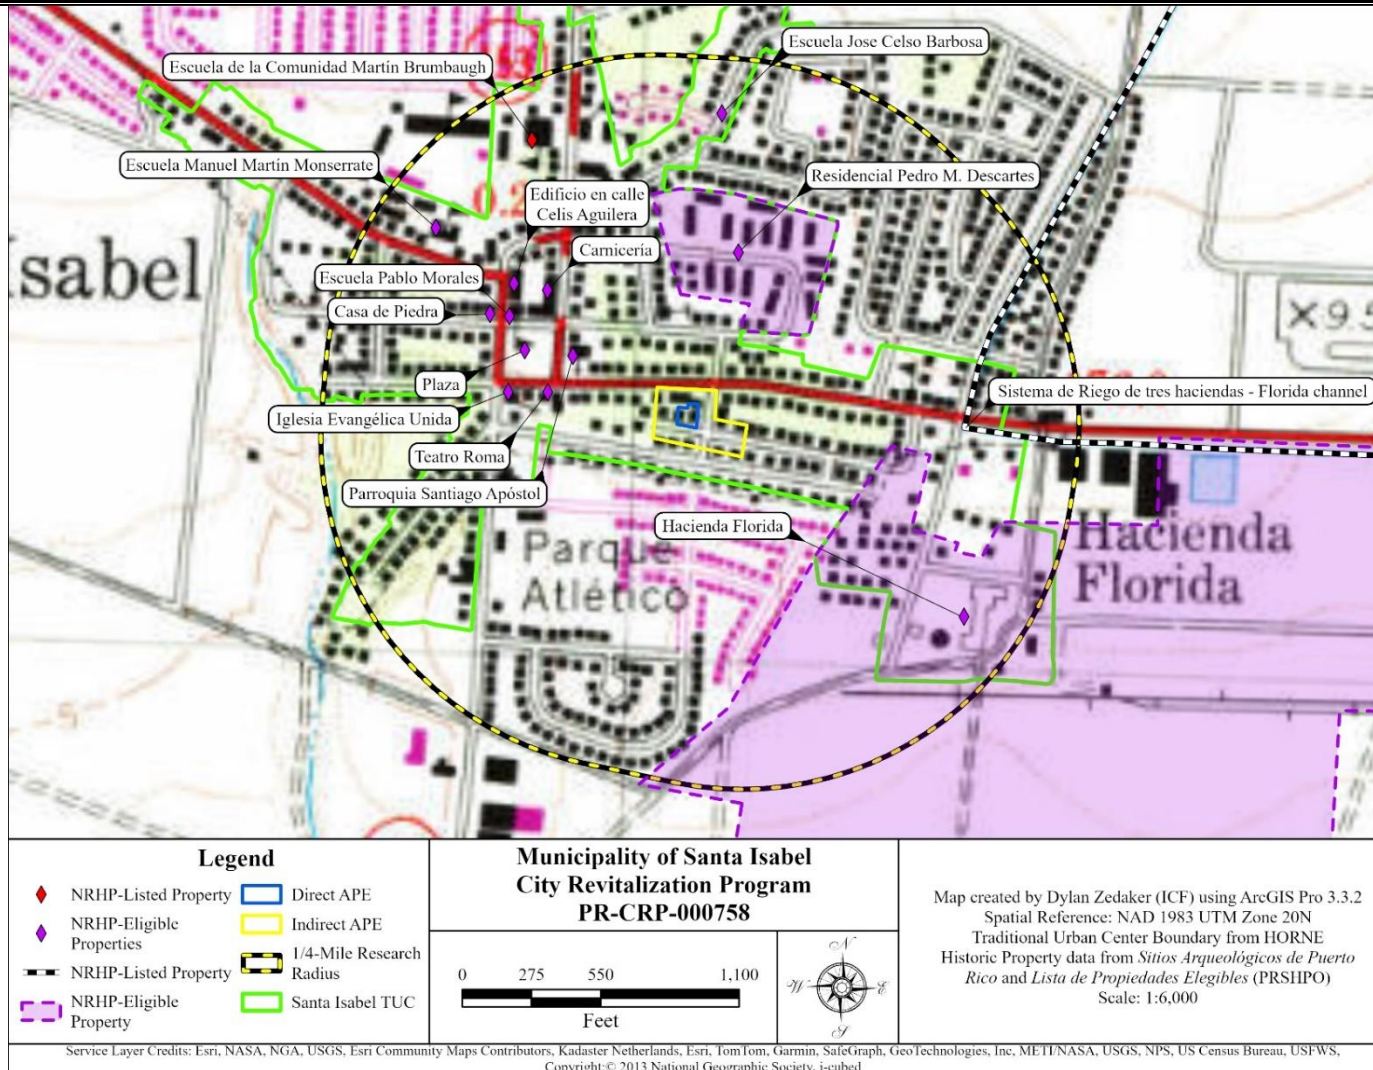 Escuela Jose Celso Barbosa
Escuela de la Comunidad Martín Brumbaugh
53
Escuela Manuel Martín Monserrate
Residencial Pedro M. Descartes
Edificio en calle
Celis Aguilera
Carnicería
Isabel
Escuela Pablo Morales
Casa de Piedra
Plaza
Sistema de Riego de tres haciendas - Florida channel
Iglesia Evangélica Unida
Teatro Roma
Parroquia Santiago Apóstol
Hacienda Florida
Parque
Atlético
Hacienda
Florida
5
Legend
NRHP-Listed Property
NRHP-Eligible
Properties
NRHP-Listed Property
NRHP-Eligible
Property
Direct APE
Indirect APE
1/4-Mile Research
Radius
Santa Isabel TUC
Municipality of Santa Isabel
City Revitalization Program
PR-CRP-000758
0 275 550 1,100
Feet
N
W E
S
Map created by Dylan Zedaker (ICF) using ArcGIS Pro 3.3.2
Spatial Reference: NAD 1983 UTM Zone 20N
Traditional Urban Center Boundary from HORNE
Historic Property data from Sitios Arqueológicos de Puerto
Rico and Lista de Propiedades Elegibles (PRSHPO)
Scale: 1:6,000
Service Layer Credits: Esri, NASA, NGA, USGS, Esri Community Maps Contributors, Kadaster Netherlands, Esri, TomTom, Garmin, SafeGraph, GeoTechnologies, Inc, METI/NASA, USGS, NPS, US Census Bureau, USFWS,
Copyright:© 2013 National Geographic Society, i-cubed